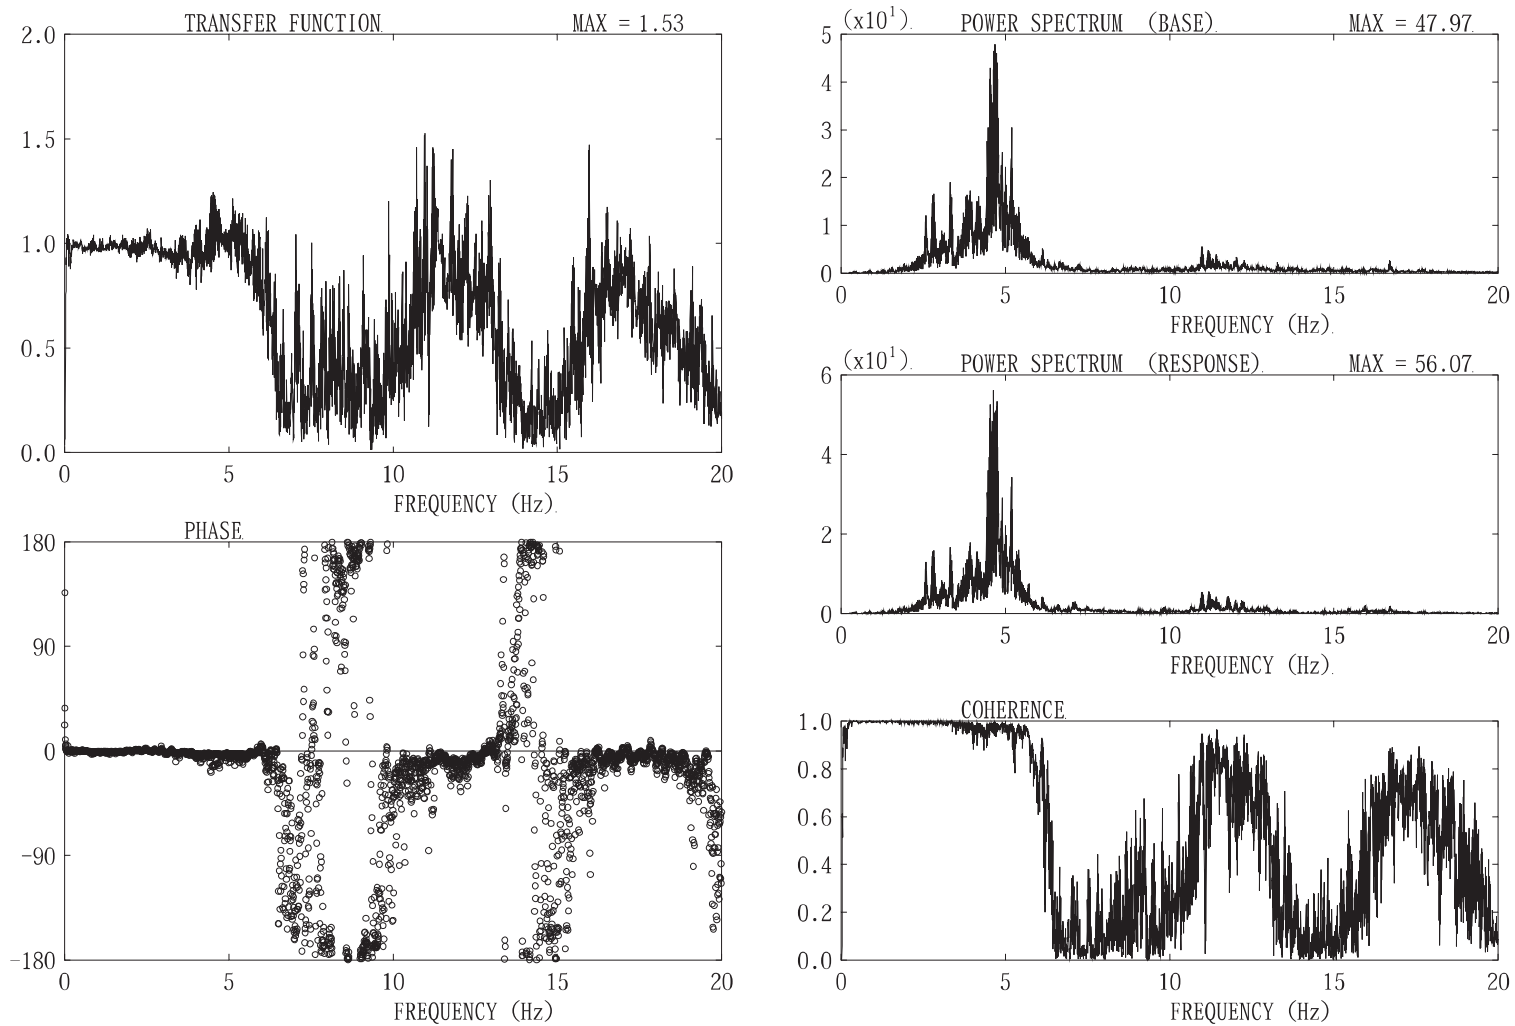 TRANSFER FUNCTION. MAX = 1.53
2.0
1.5
1.0
0.5
0.0
0 5 10 15 20
FREQUENCY (Hz).
PHASE.
180
90
0
-90
-180
0 5 10 15 20
FREQUENCY (Hz)
(x10^1). POWER SPECTRUM (BASE). MAX = 47.97.
5
4
3
2
1
0
0 5 10 15 20
FREQUENCY (Hz).
(x10^1). POWER SPECTRUM (RESPONSE). MAX = 56.07.
6
4
2
0
0 5 10 15 20
FREQUENCY (Hz).
COHERENCE.
1.0
0.8
0.6
0.4
0.2
0.0
0 5 10 15 20
FREQUENCY (Hz)